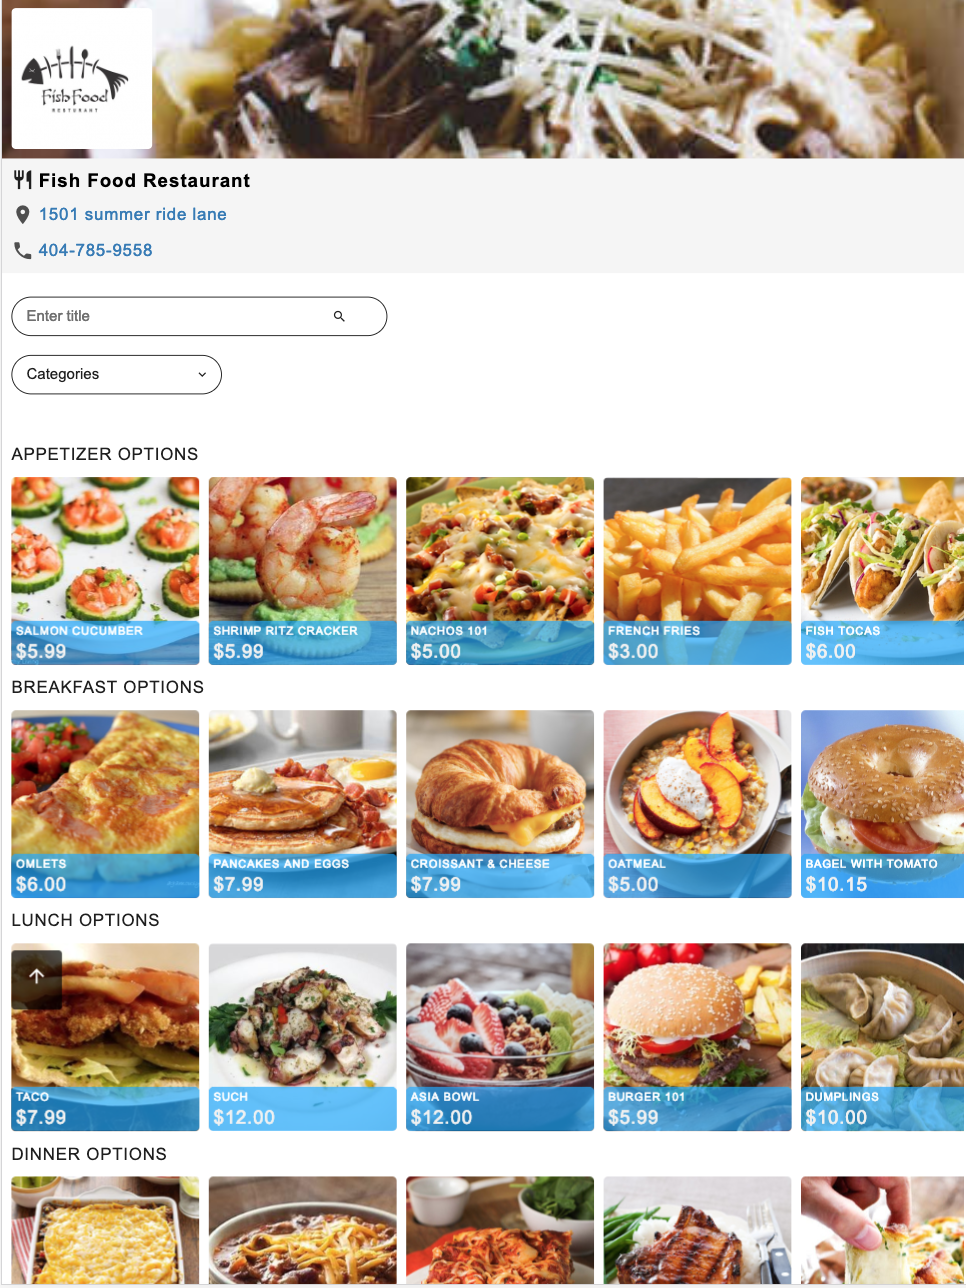 Fish Food
RESTURANT
Fish Food Restaurant
1501 summer ride lane
404-785-9558
Enter title
Categories
APPETIZER OPTIONS
SALMON CUCUMBER
$5.99
SHRIMP RITZ CRACKER
$5.99
NACHOS 101
$5.00
FRENCH FRIES
$3.00
FISH TOCAS
$6.00
BREAKFAST OPTIONS
OMLETS
$6.00
PANCAKES AND EGGS
$7.99
CROISSANT & CHEESE
$7.99
OATMEAL
$5.00
BAGEL WITH TOMATO
$10.15
LUNCH OPTIONS
TACO
$7.99
SUCH
$12.00
ASIA BOWL
$12.00
BURGER 101
$5.99
DUMPLINGS
$10.00
DINNER OPTIONS